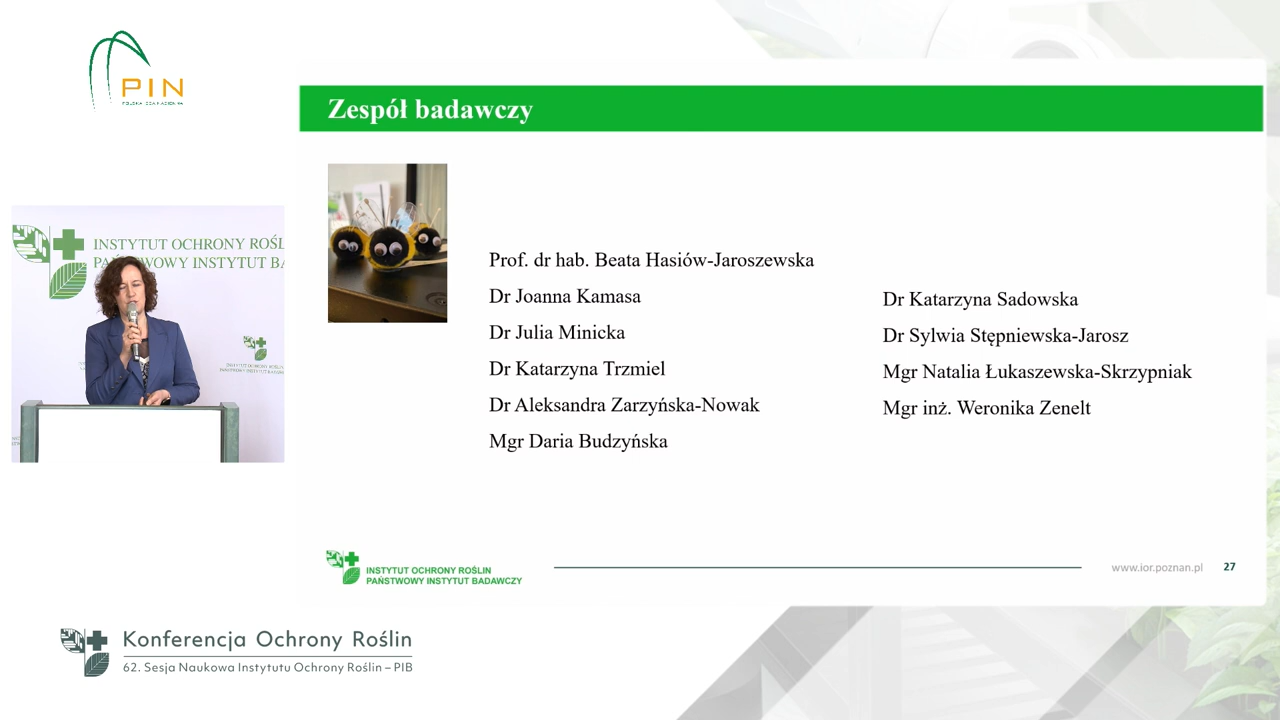 PIN
Zespół badawczy
INSTYTUT OCHRONY ROŚL
PAŃSTWOWY INSTYTUT BA
Prof. dr hab. Beata Hasiów-Jaroszewska
Dr Joanna Kamasa
Dr Julia Minicka
Dr Katarzyna Trzmiel
Dr Aleksandra Zarzyńska-Nowak
Mgr Daria Budzyńska
Dr Katarzyna Sadowska
Dr Sylwia Stępniewska-Jarosz
Mgr Natalia Łukaszewska-Skrzypniak
Mgr inż. Weronika Zenelt
INSTYTUT OCHRONY ROŚLIN
PAŃSTWOWY INSTYTUT BADAWCZY
www.ior.poznan.pl 27
Konferencja Ochrony Roślin
62. Sesja Naukowa Instytutu Ochrony Roślin – PIB